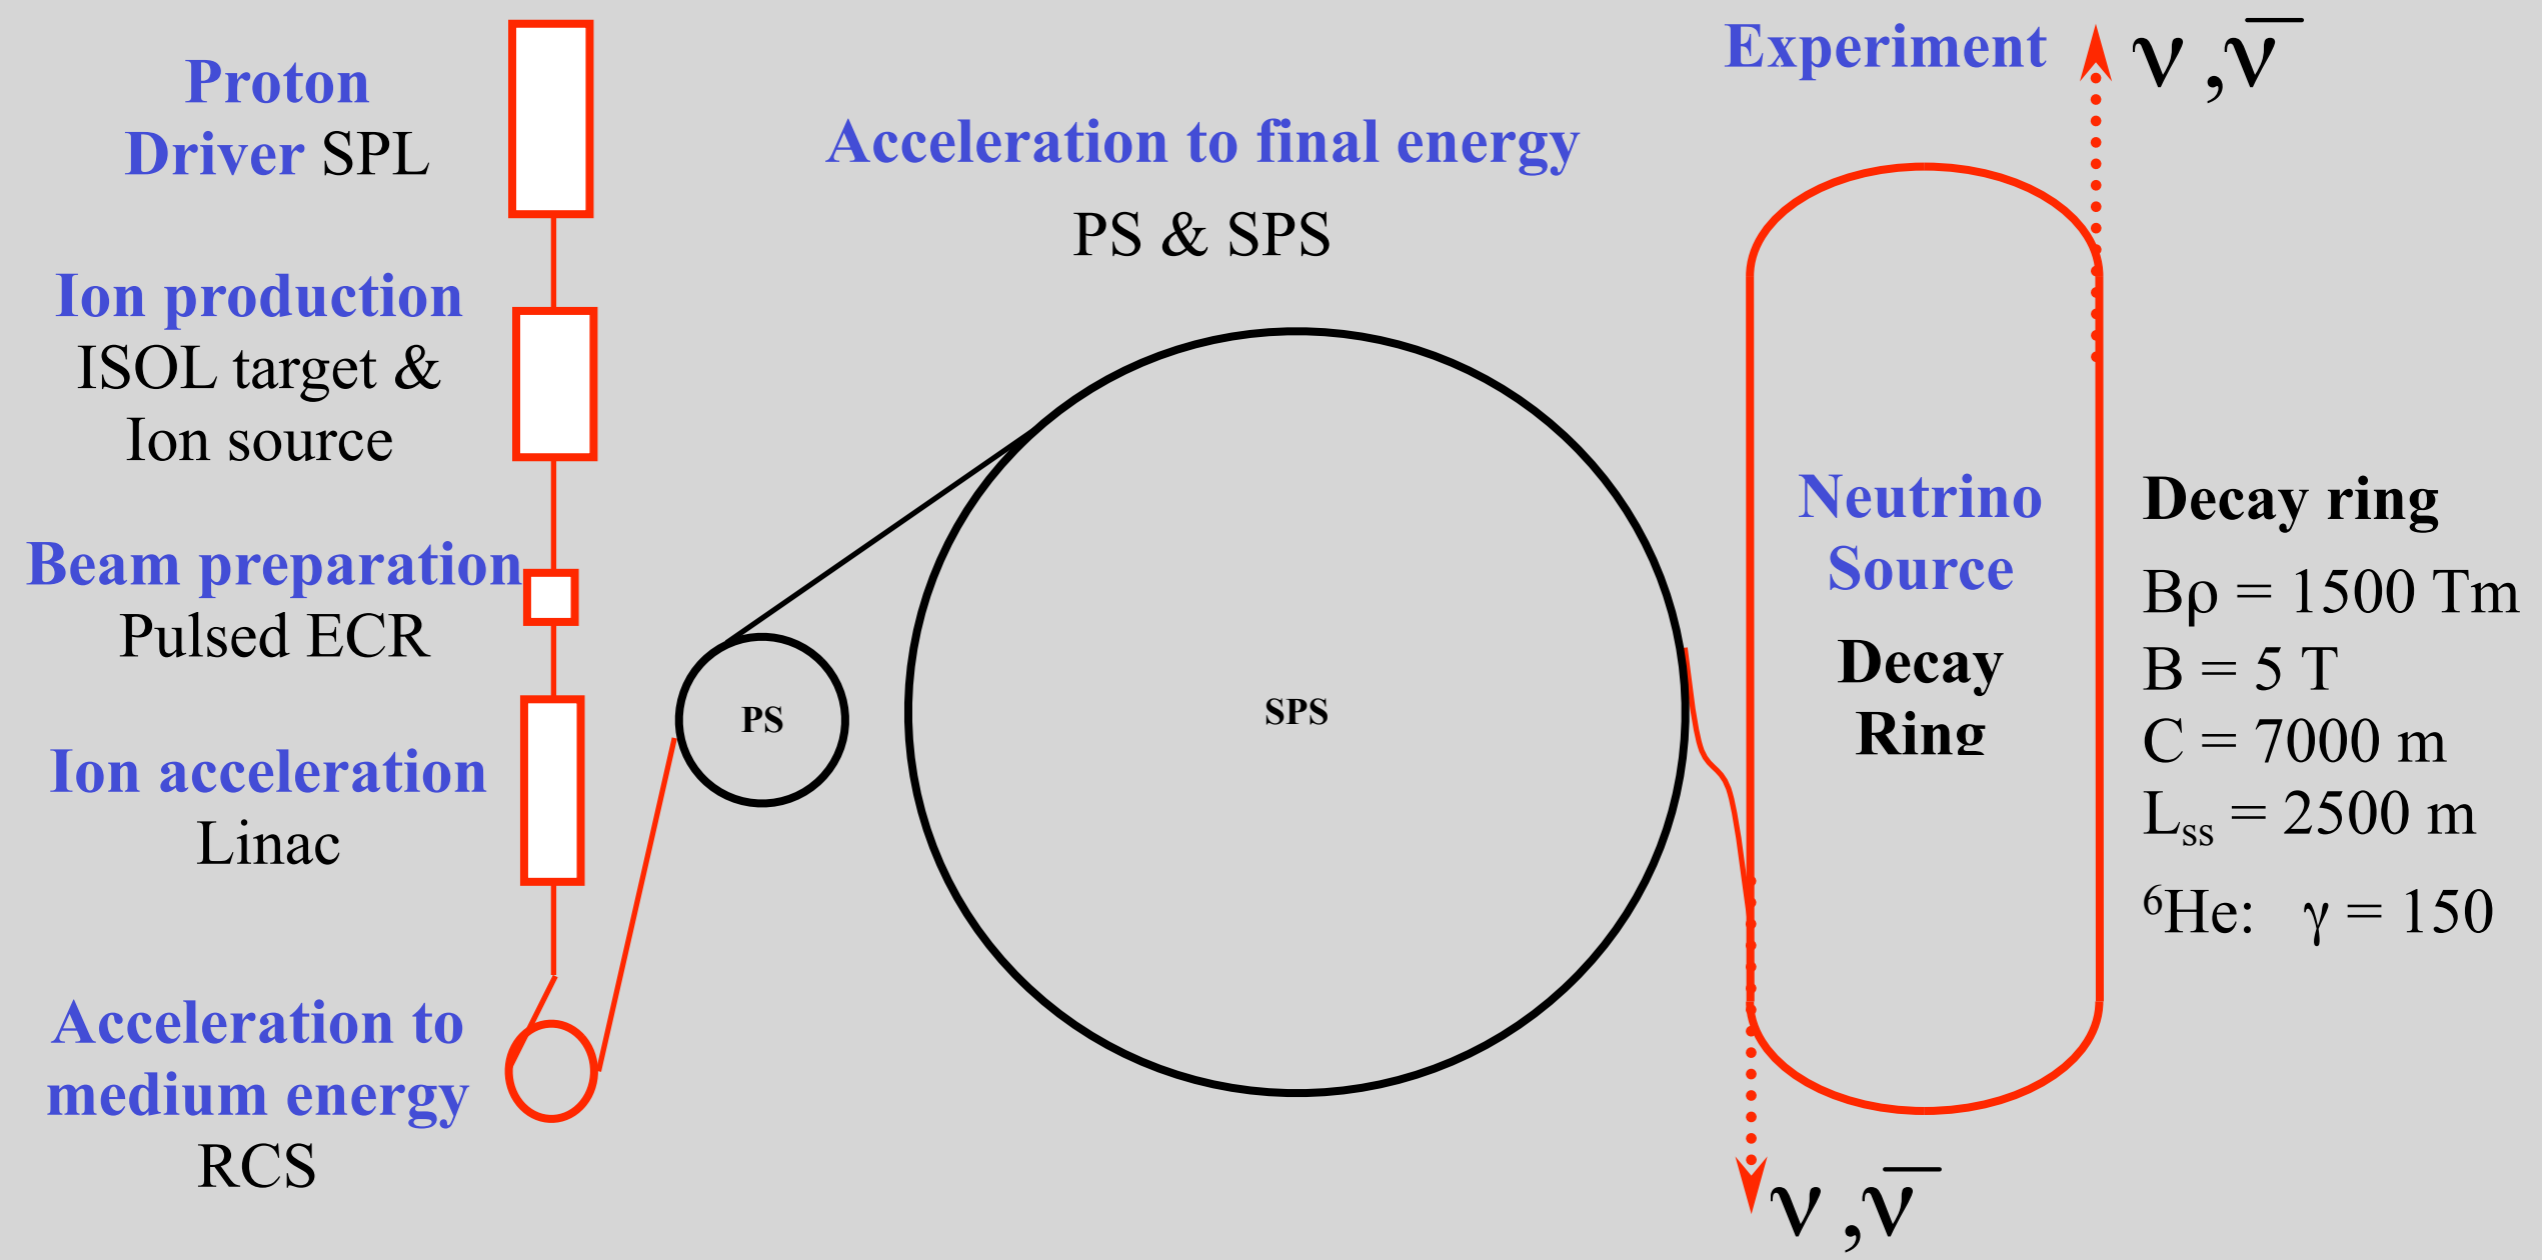 Proton
Driver SPL
Ion production
ISOL target &
Ion source
Beam preparation
Pulsed ECR
Ion acceleration
Linac
Acceleration to
medium energy
RCS
Acceleration to final energy
PS & SPS
PS
SPS
Experiment
ν ,ν̅
Neutrino
Source
Decay
Ring
ν ,ν̅
Decay ring
Bρ = 1500 Tm
B = 5 T
C = 7000 m
Lss = 2500 m
⁶He: γ = 150